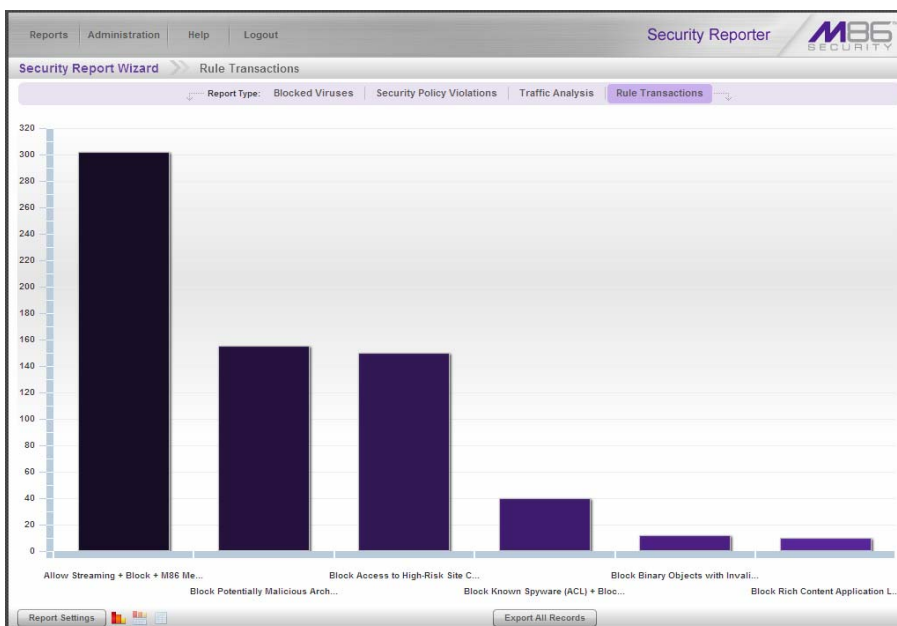 Reports Administration Help Logout
Security Reporter
M86
SECURITY
Security Report Wizard Rule Transactions
Report Type: Blocked Viruses Security Policy Violations Traffic Analysis Rule Transactions
320
300
280
260
240
220
200
180
160
140
120
100
80
60
40
20
0
Allow Streaming + Block + M86 Me...
Block Potentially Malicious Arch...
Block Access to High-Risk Site C...
Block Known Spyware (ACL) + Bloc...
Block Binary Objects with Invali...
Block Rich Content Application L...
Report Settings
Export All Records